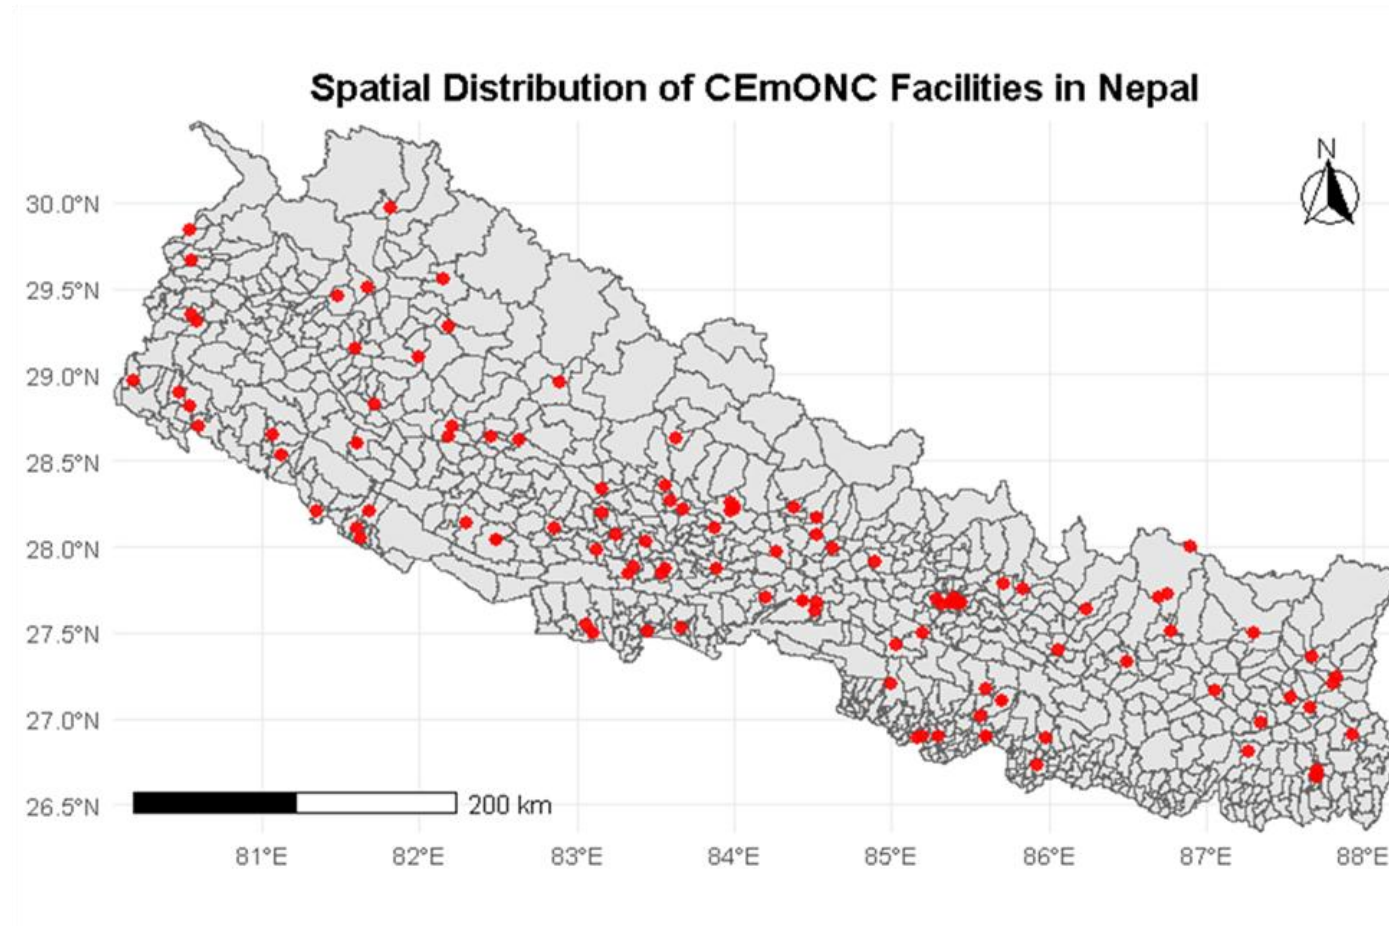 Spatial Distribution of CEmONC Facilities in Nepal
N
30.0°N
29.5°N
29.0°N
28.5°N
28.0°N
27.5°N
27.0°N
26.5°N
200 km
81°E 82°E 83°E 84°E 85°E 86°E 87°E 88°E